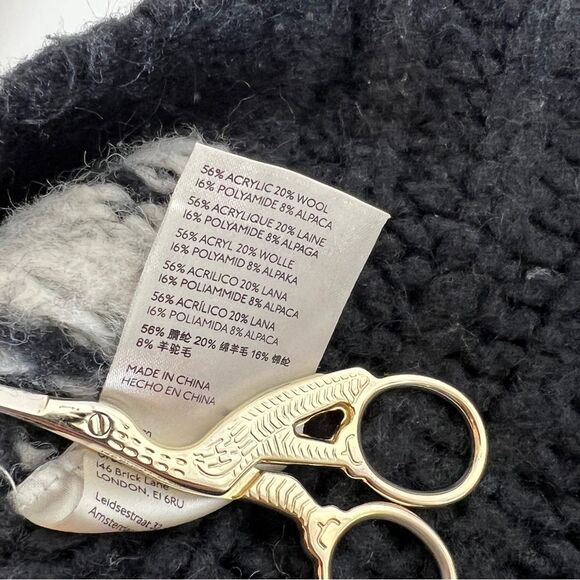 56% ACRYLIC 20% WOOL
16% POLYAMIDE 8% ALPACA
56% ACRYLIQUE 20% LAINE
16% POLYAMIDE 8% ALPAGA
56% ACRYL 20% WOLLE
16% POLYAMID 8% ALPAKA
56% ACRILICO 20% LANA
16% POLIAMMIDE 8% ALPACA
56% ACRÍLICO 20% LANA
16% POLIAMIDA 8% ALPACA
56% 腈纶 20% 绵羊毛 16% 锦纶
8% 羊驼毛
MADE IN CHINA
HECHO EN CHINA
146 Brick Lane
LONDON, E1 6RU
Leidsestraat 32